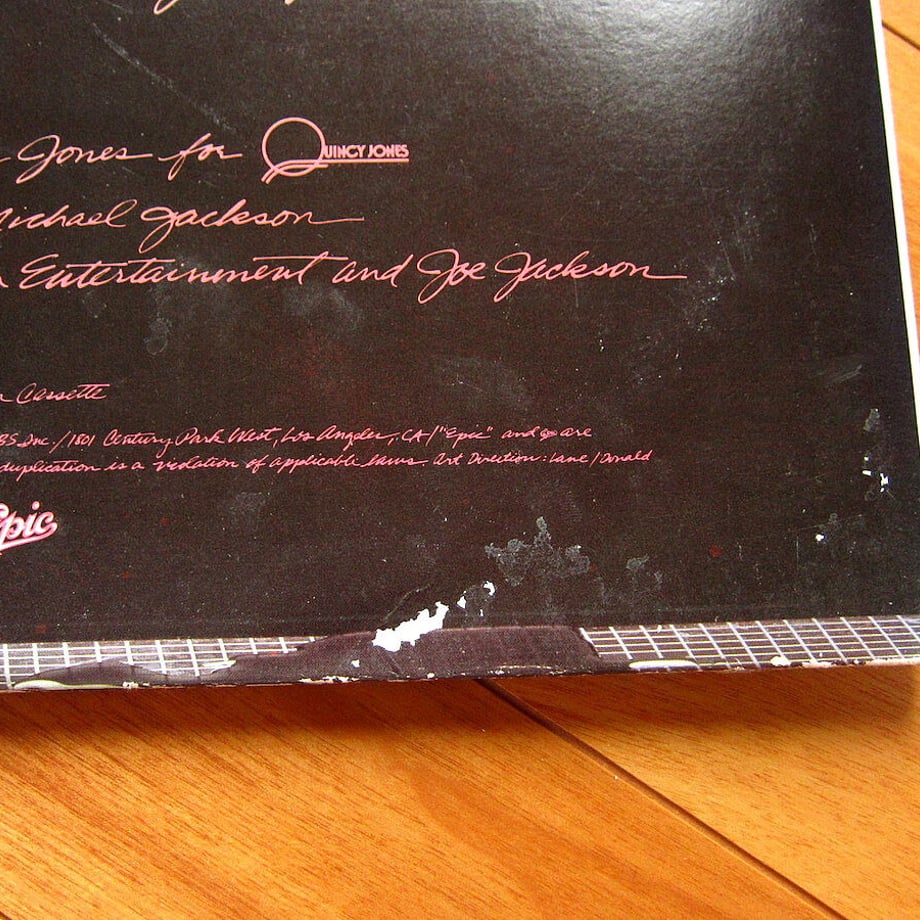 Jones for QUINCY JONES
Michael Jackson
Entertainment and Joe Jackson
Cassette
BS Inc. / 1801 Century Park West, Los Angeles, CA / "Epic" and are
duplication is a violation of applicable laws. Art Direction: Lane / Donald
Epic